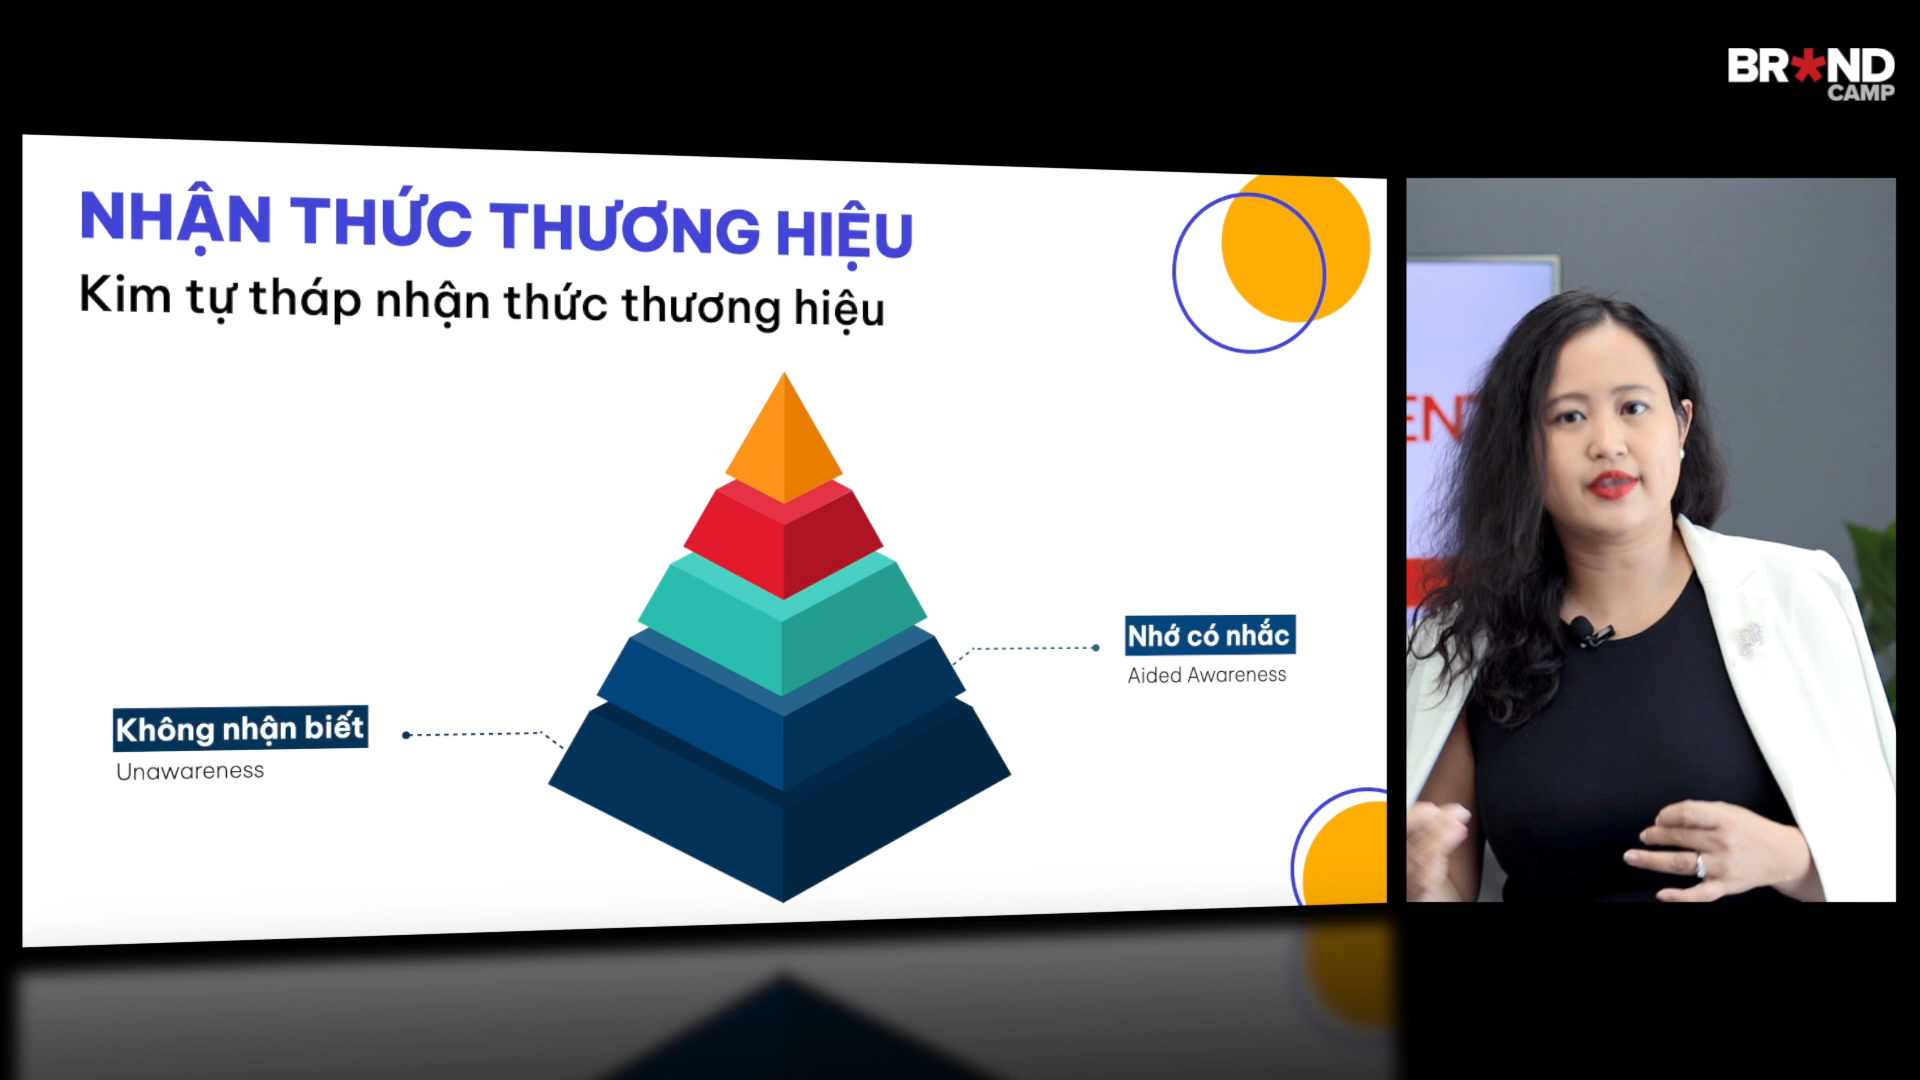 BR*ND
CAMP
NHẬN THỨC THƯƠNG HIỆU
Kim tự tháp nhận thức thương hiệu
Nhớ có nhắc
Aided Awareness
Không nhận biết
Unawareness
EN